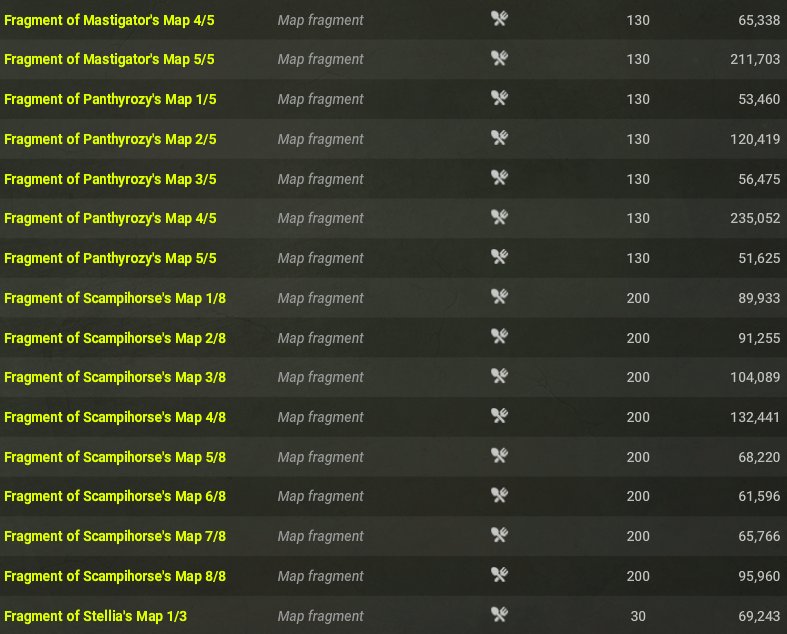 Fragment of Mastigator's Map 4/5 Map fragment 130 65,338
Fragment of Mastigator's Map 5/5 Map fragment 130 211,703
Fragment of Panthyrozy's Map 1/5 Map fragment 130 53,460
Fragment of Panthyrozy's Map 2/5 Map fragment 130 120,419
Fragment of Panthyrozy's Map 3/5 Map fragment 130 56,475
Fragment of Panthyrozy's Map 4/5 Map fragment 130 235,052
Fragment of Panthyrozy's Map 5/5 Map fragment 130 51,625
Fragment of Scampihorse's Map 1/8 Map fragment 200 89,933
Fragment of Scampihorse's Map 2/8 Map fragment 200 91,255
Fragment of Scampihorse's Map 3/8 Map fragment 200 104,089
Fragment of Scampihorse's Map 4/8 Map fragment 200 132,441
Fragment of Scampihorse's Map 5/8 Map fragment 200 68,220
Fragment of Scampihorse's Map 6/8 Map fragment 200 61,596
Fragment of Scampihorse's Map 7/8 Map fragment 200 65,766
Fragment of Scampihorse's Map 8/8 Map fragment 200 95,960
Fragment of Stellia's Map 1/3 Map fragment 30 69,243